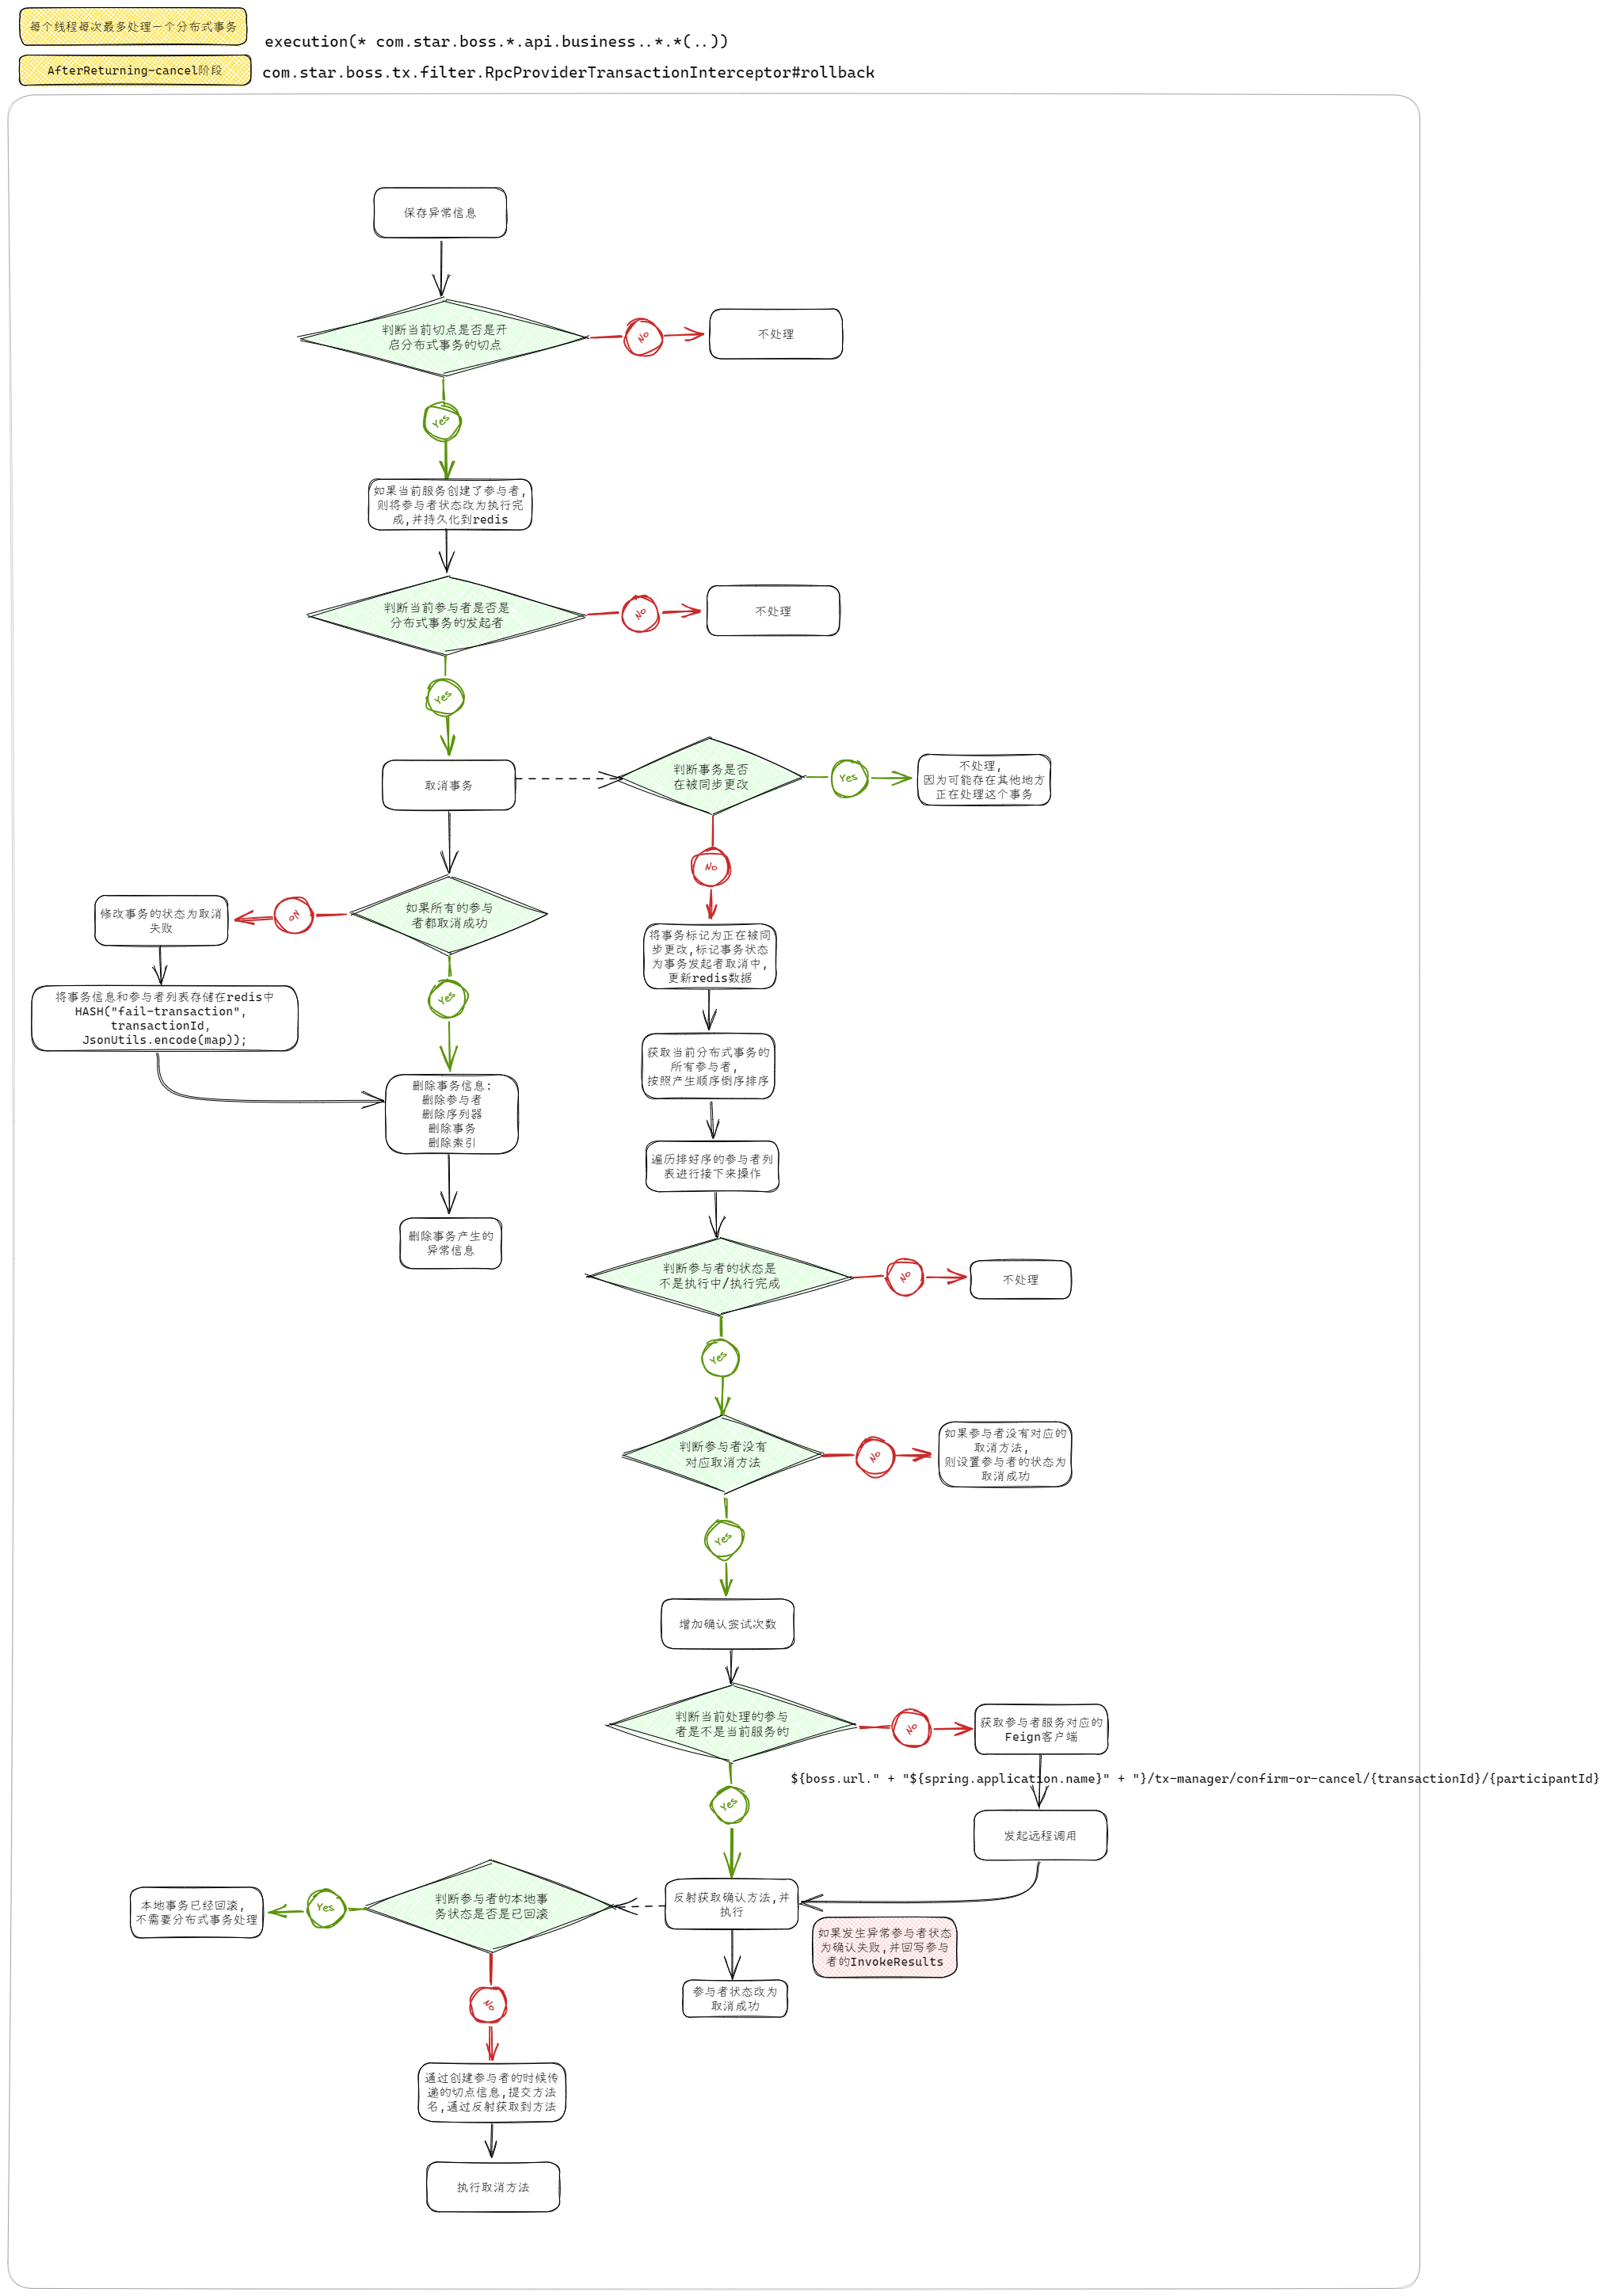 每个线程每次最多处理一个分布式事务
execution(* com.star.boss.*.api.business..*.*(..))
AfterReturning-cancel阶段
com.star.boss.tx.filter.RpcProviderTransactionInterceptor#rollback
保存异常信息
判断当前切点是否是开
启分布式事务的切点
NO
不处理
Yes
如果当前服务创建了参与者,
则将参与者状态改为执行完
成,并持久化到redis
判断当前参与者是否是
分布式事务的发起者
NO
不处理
Yes
取消事务
判断事务是否
在被同步更改
Yes
不处理,
因为可能存在其他地方
正在处理这个事务
NO
如果所有的参与
者都取消成功
NO
修改事务的状态为取消
失败
将事务信息和参与者列表存储在redis中
HASH("fail-transaction",
transactionId,
JsonUtils.encode(map));
Yes
删除事务信息:
删除参与者
删除序列器
删除事务
删除索引
删除事务产生的
异常信息
将事务标记为正在被同
步更改,标记事务状态
为事务发起者取消中,
更新redis数据
获取当前分布式事务的
所有参与者,
按照产生顺序倒序排序
遍历排好序的参与者列
表进行接下来操作
判断参与者的状态是
不是执行中/执行完成
NO
不处理
Yes
判断参与者没有
对应取消方法
NO
如果参与者没有对应的
取消方法,
则设置参与者的状态为
取消成功
Yes
增加确认尝试次数
判断当前处理的参与
者是不是当前服务的
NO
获取参与者服务对应的
Feign客户端
${boss.url." + "${spring.application.name}" + "}/tx-manager/confirm-or-cancel/{transactionId}/{participantId}
发起远程调用
Yes
反射获取确认方法,并
执行
如果发生异常参与者状态
为确认失败,并回写参与
者的InvokeResults
参与者状态改为
取消成功
判断参与者的本地事
务状态是否是已回滚
Yes
本地事务已经回滚,
不需要分布式事务处理
NO
通过创建参与者的时候传
递的切点信息,提交方法
名,通过反射获取到方法
执行取消方法